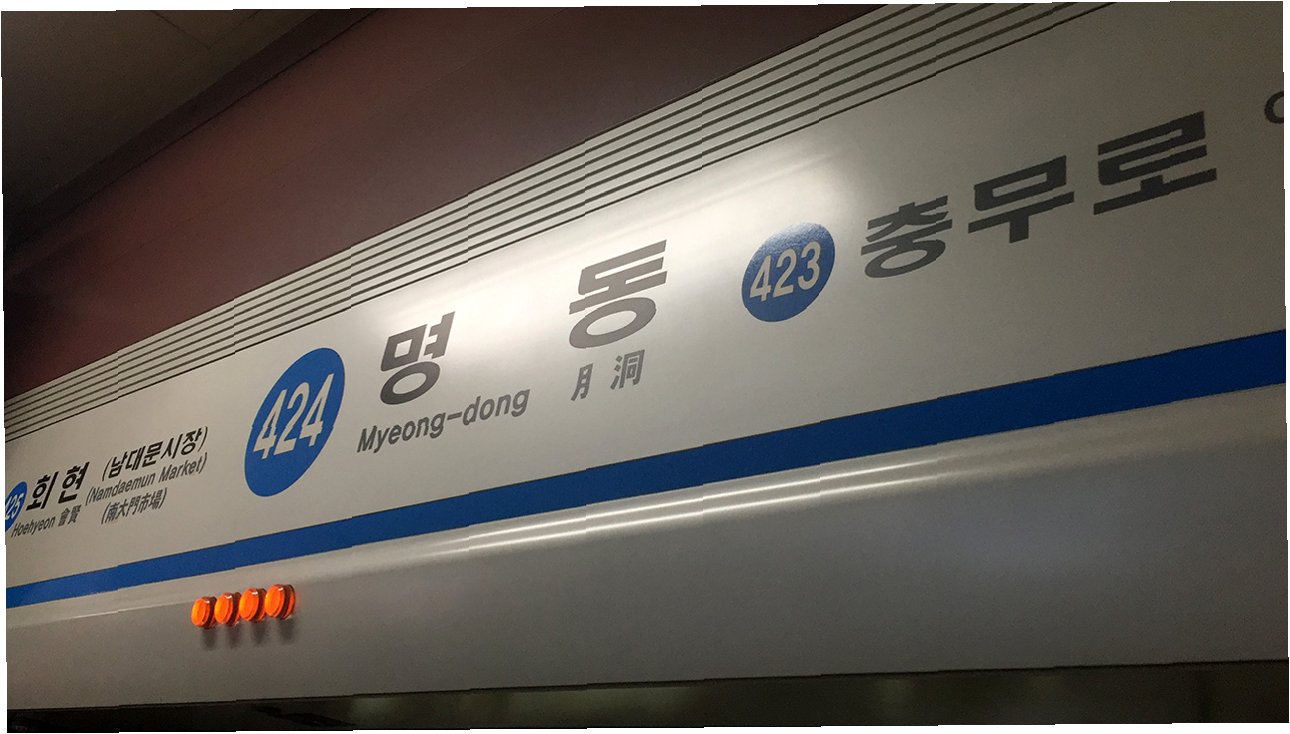 425 회현 (남대문시장)
Hoehyeon 會賢 (Namdaemun Market)
(南大門市場)
424 명동
Myeong-dong 月洞
423 충무로